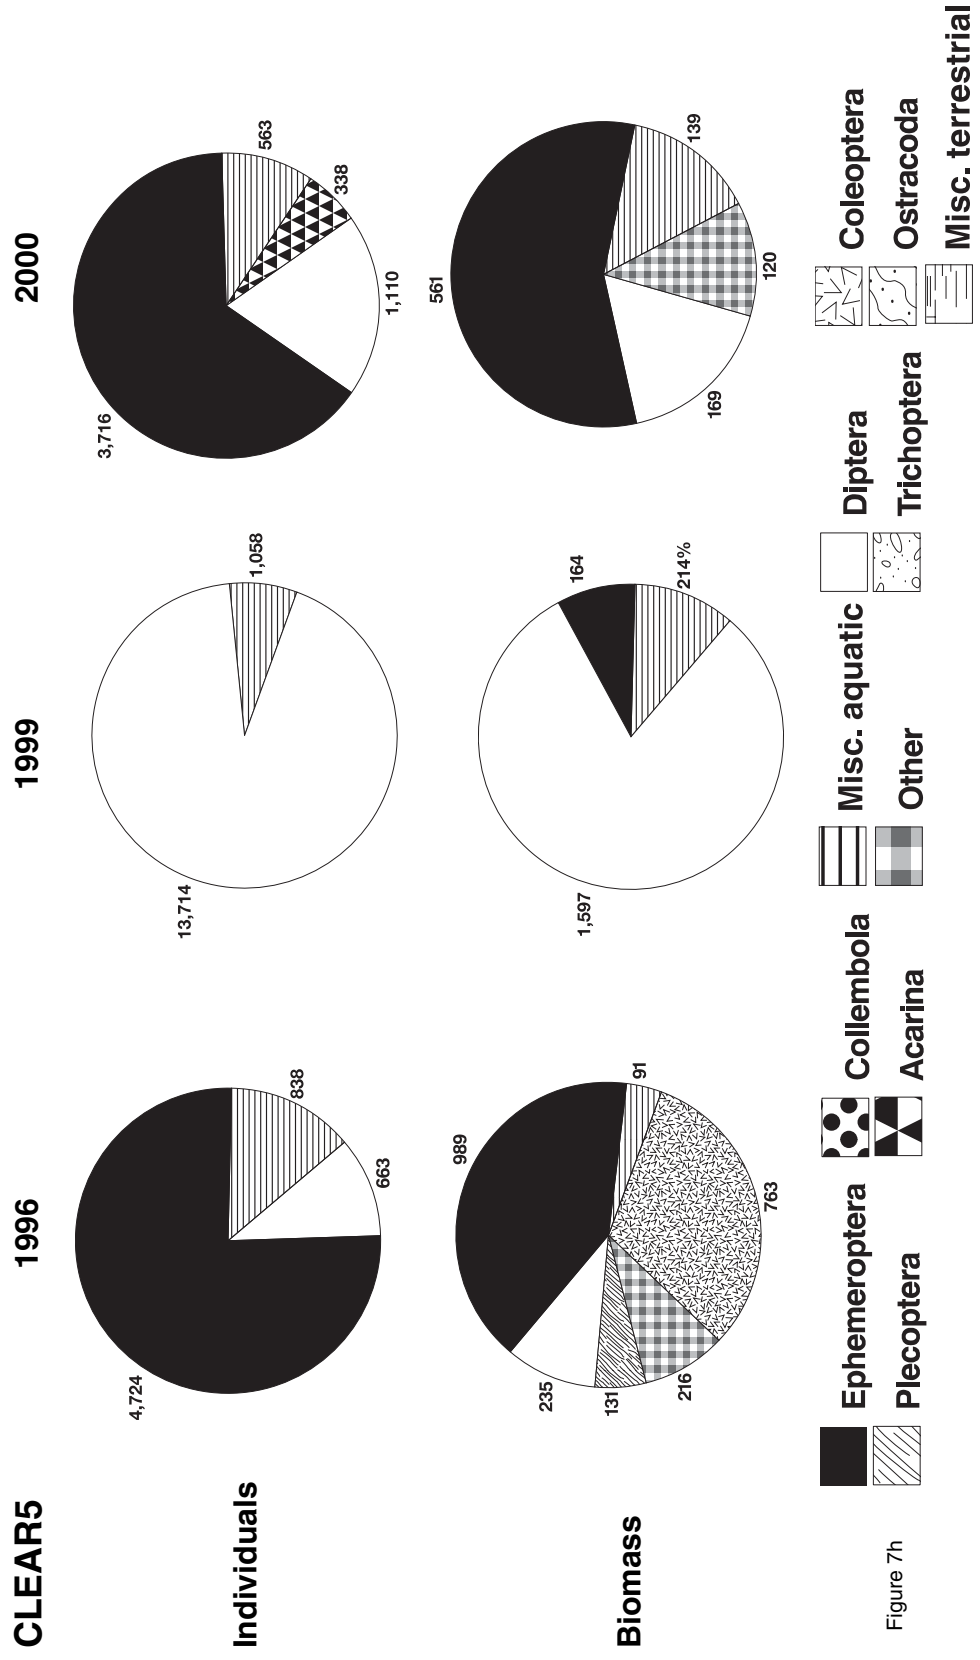 CLEAR5
1996
1999
2000
Individuals
4,724
838
663
13,714
1,058
3,716
563
338
1,110
Biomass
989
91
763
216
131
235
1,597
164
214%
561
139
120
169
Ephemeroptera
Collembola
Misc. aquatic
Diptera
Coleoptera
Plecoptera
Acarina
Other
Trichoptera
Ostracoda
Misc. terrestrial
Figure 7h